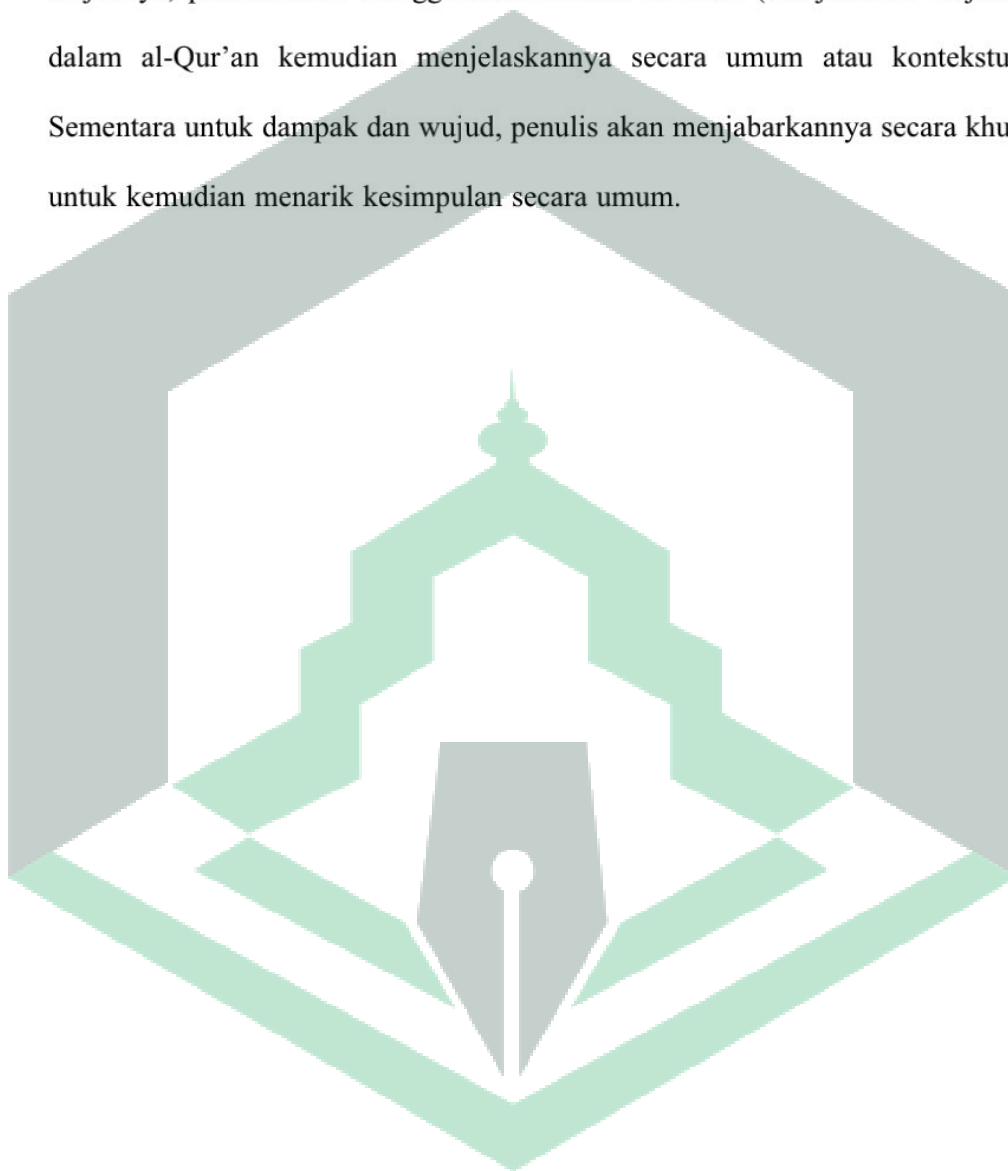 dalam al-Qur’an kemudian menjelaskannya secara umum atau kontekstu
Sementara untuk dampak dan wujud, penulis akan menjabarkannya secara khu
untuk kemudian menarik kesimpulan secara umum.